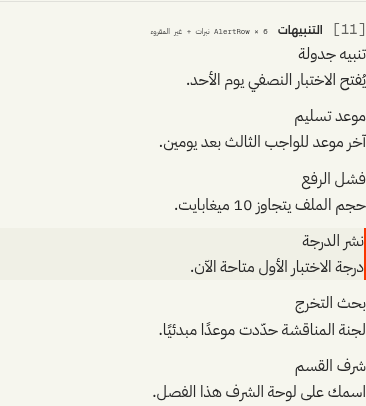 [11] التنبيهات 6 × AlertRow نبرات + غير المقروء
تنبيه جدولة
يُفتح الاختبار النصفي يوم الأحد.
موعد تسليم
آخر موعد للواجب الثالث بعد يومين.
فشل الرفع
حجم الملف يتجاوز 10 ميغابايت.
نشر الدرجة
درجة الاختبار الأول متاحة الآن.
بحث التخرج
لجنة المناقشة حدّدت موعدًا مبدئيًا.
شرف القسم
اسمك على لوحة الشرف هذا الفصل.